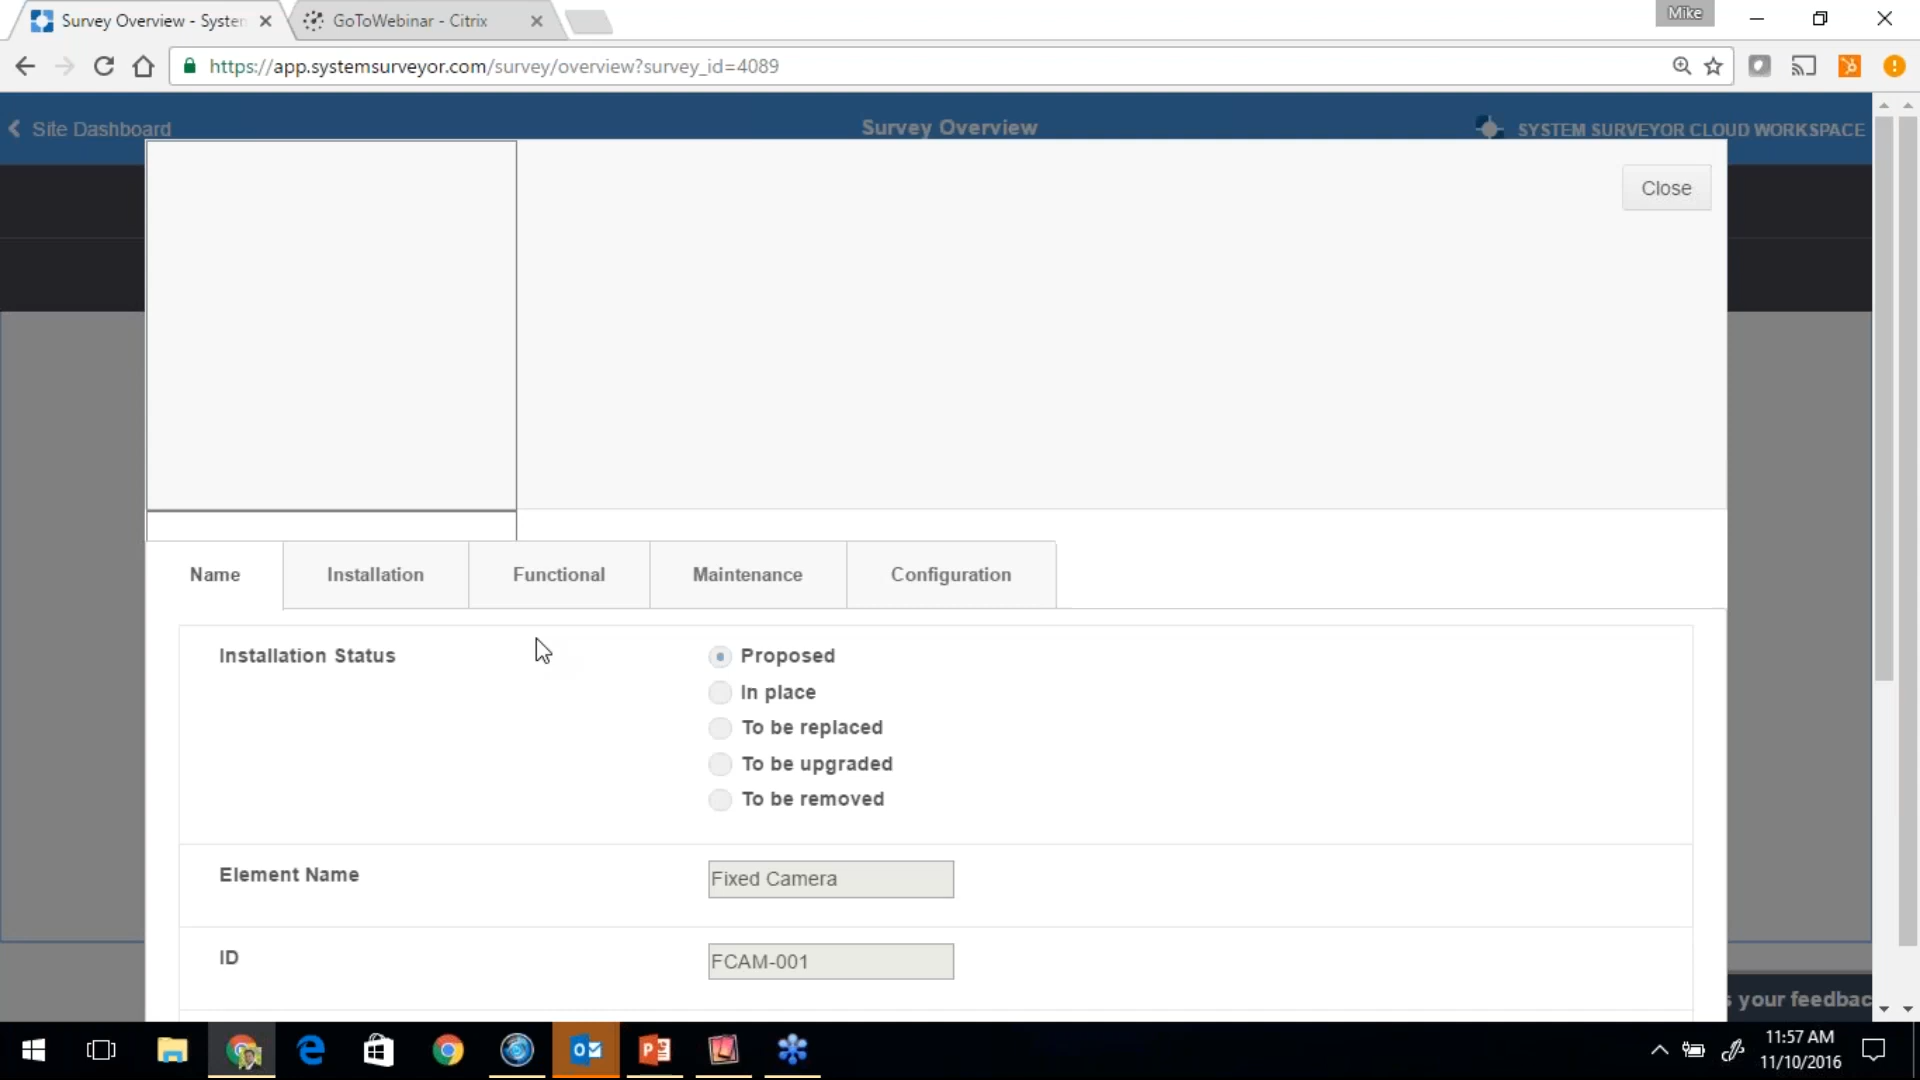 Survey Overview - System
GoToWebinar - Citrix
Mike
https://app.systemsurveyor.com/survey/overview?survey_id=4089
Site Dashboard
Survey Overview
SYSTEM SURVEYOR CLOUD WORKSPACE
Close
Name
Installation
Functional
Maintenance
Configuration
Installation Status
Proposed
In place
To be replaced
To be upgraded
To be removed
Element Name
Fixed Camera
ID
FCAM-001
s your feedbac
11:57 AM
11/10/2016